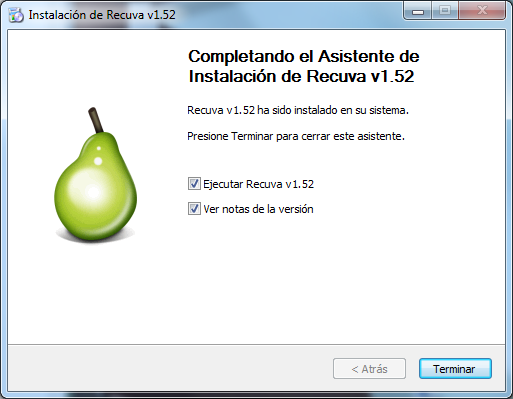 Instalación de Recuva v1.52
Completando el Asistente de
Instalación de Recuva v1.52
Recuva v1.52 ha sido instalado en su sistema.
Presione Terminar para cerrar este asistente.
Ejecutar Recuva v1.52
Ver notas de la versión
< Atrás
Terminar